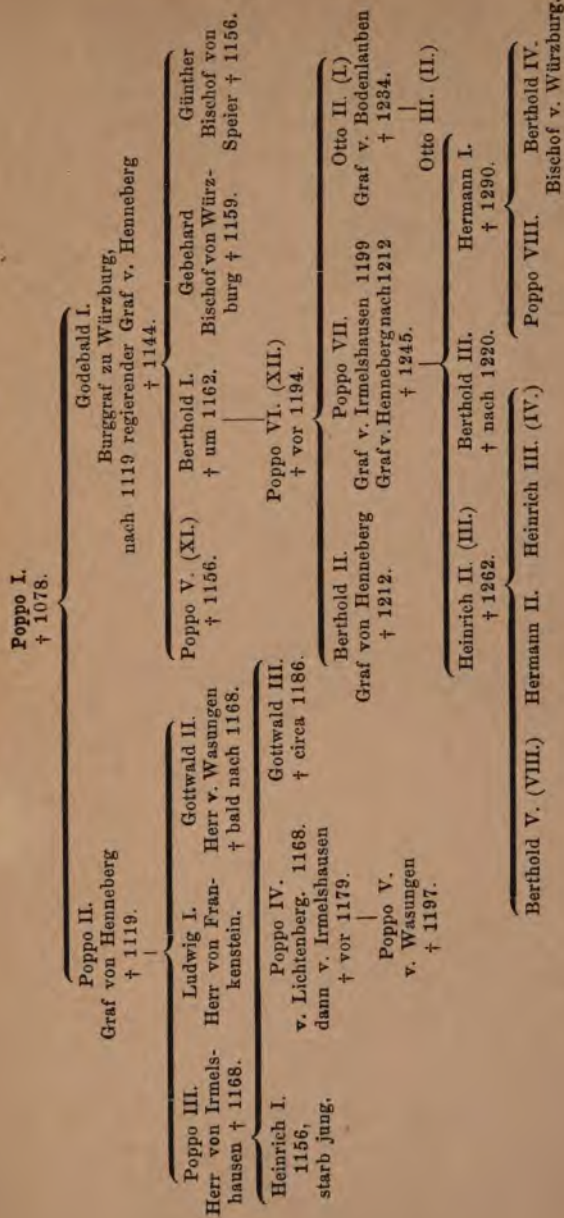 Poppo I.
† 1078.
Poppo II.
Graf von Henneberg
† 1119.
Godebald I.
Burggraf zu Würzburg,
nach 1119 regierender Graf v. Henneberg
† 1144.
Poppo III.
Herr von Irmels-
hausen † 1168.
Ludwig I.
Herr von Fran-
kenstein.
Gottwald II.
Herr v. Wasungen
† bald nach 1168.
Poppo V. (XI.)
† 1156.
Berthold I.
† um 1162.
Gebehard
Bischof von Würz-
burg † 1159.
Günther
Bischof von
Speier † 1156.
Heinrich I.
1156,
starb jung.
Poppo IV.
v. Lichtenberg. 1168.
dann v. Irmelshausen
† vor 1179.
Gottwald III.
† circa 1186.
Poppo VI. (XII.)
† vor 1194.
Poppo V.
v. Wasungen
† 1197.
Berthold II.
Graf von Henneberg
† 1212.
Poppo VII.
Graf v. Irmelshausen 1199
Graf v. Henneberg nach 1212
† 1245.
Otto II. (I.)
Graf v. Bodenlauben
† 1234.
Otto III. (II.)
Heinrich II. (III.)
† 1262.
Berthold III.
† nach 1220.
Hermann I.
† 1290.
Berthold V. (VIII.)
Hermann II.
Heinrich III. (IV.)
Poppo VIII.
Berthold IV.
Bischof v. Würzburg.